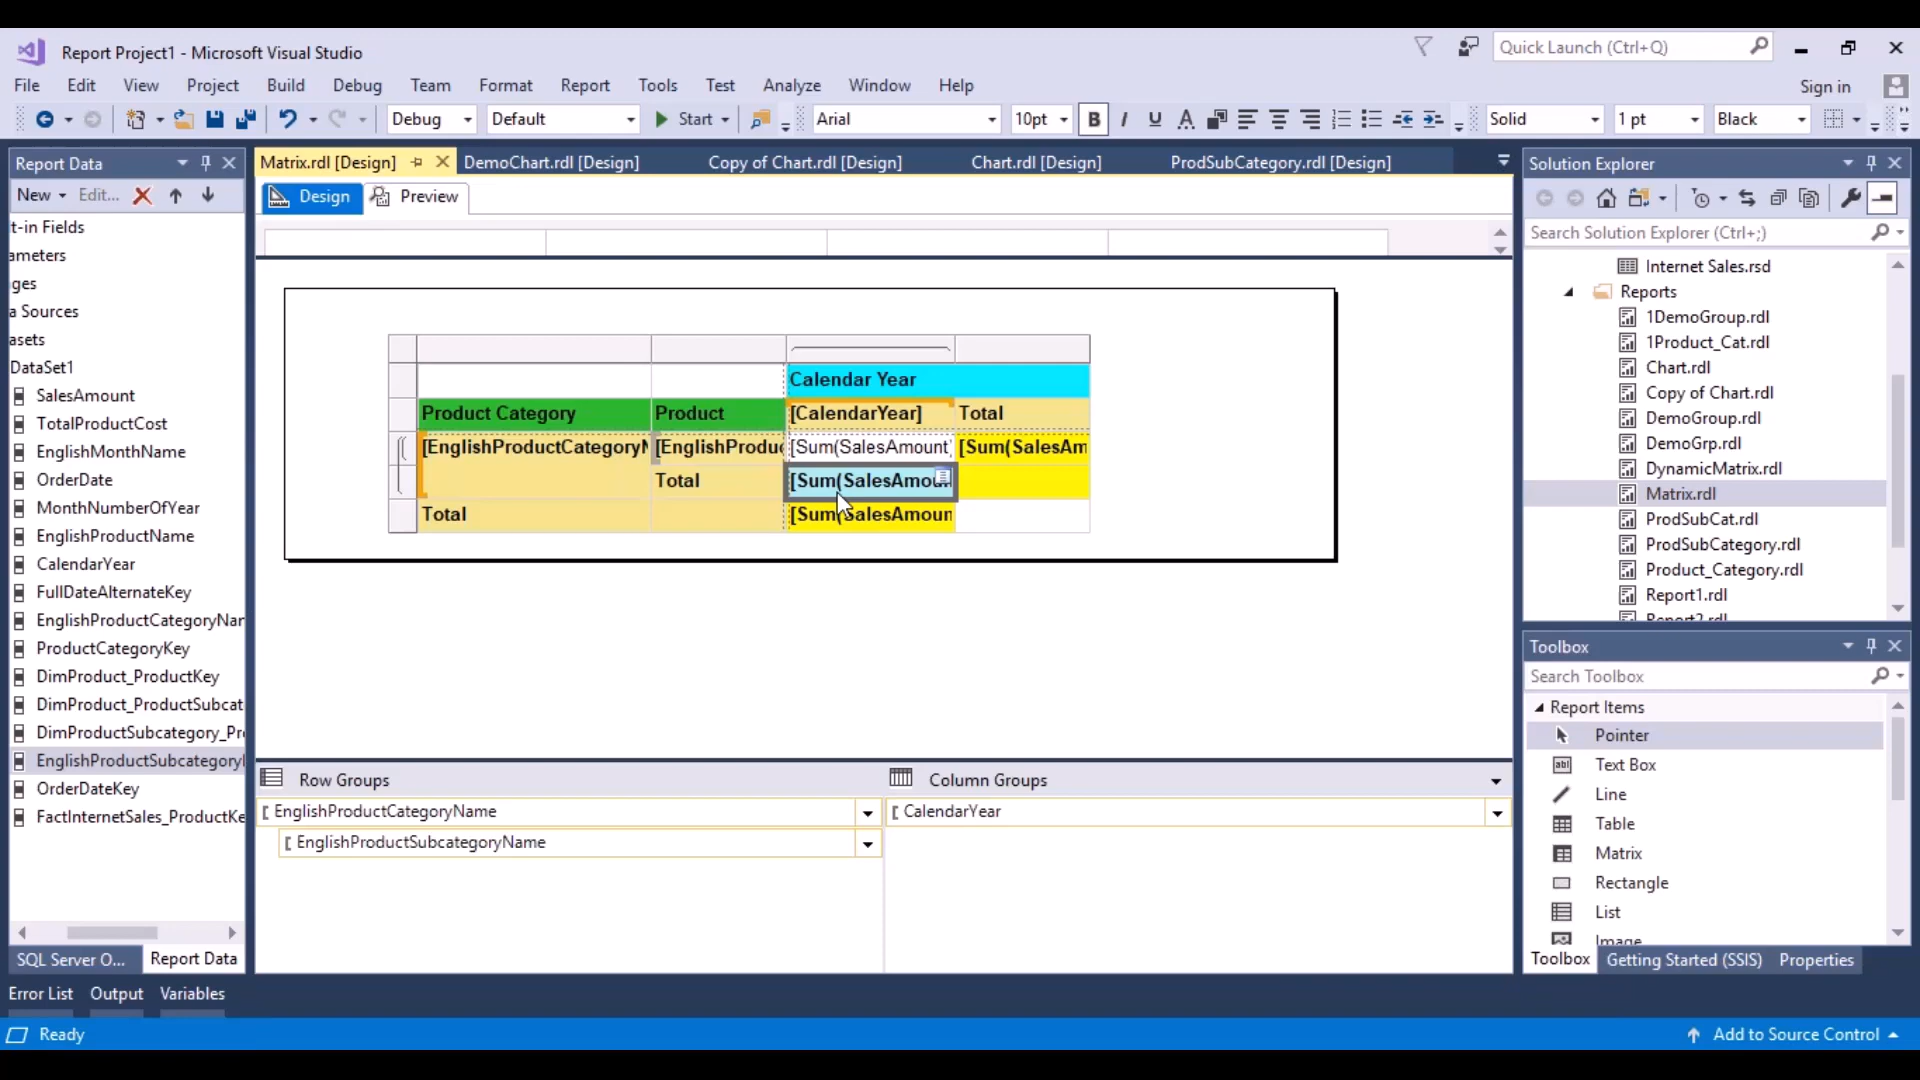 Report Project1 - Microsoft Visual Studio
Quick Launch (Ctrl+Q)
File Edit View Project Build Debug Team Format Report Tools Test Analyze Window Help
Sign in
Debug Default Start Arial 10pt B I U A Solid 1 pt Black
Report Data
New Edit...
t-in Fields
ameters
ges
a Sources
asets
DataSet1
SalesAmount
TotalProductCost
EnglishMonthName
OrderDate
MonthNumberOfYear
EnglishProductName
CalendarYear
FullDateAlternateKey
EnglishProductCategoryNar
ProductCategoryKey
DimProduct_ProductKey
DimProduct_ProductSubcat
DimProductSubcategory_Pr
EnglishProductSubcategoryl
OrderDateKey
FactInternetSales_ProductKe
SQL Server O... Report Data
Matrix.rdl [Design] DemoChart.rdl [Design] Copy of Chart.rdl [Design] Chart.rdl [Design] ProdSubCategory.rdl [Design]
Design Preview
Calendar Year
Product Category Product [CalendarYear] Total
[EnglishProductCategoryN [EnglishProduc [Sum(SalesAmount) [Sum(SalesAm
Total [Sum(SalesAmoun
Total [Sum(SalesAmoun
Row Groups Column Groups
[ EnglishProductCategoryName [ CalendarYear
[ EnglishProductSubcategoryName
Solution Explorer
Search Solution Explorer (Ctrl+;)
Internet Sales.rsd
Reports
1DemoGroup.rdl
1Product_Cat.rdl
Chart.rdl
Copy of Chart.rdl
DemoGroup.rdl
DemoGrp.rdl
DynamicMatrix.rdl
Matrix.rdl
ProdSubCat.rdl
ProdSubCategory.rdl
Product_Category.rdl
Report1.rdl
Report2.rdl
Toolbox
Search Toolbox
Report Items
Pointer
abl Text Box
Line
Table
Matrix
Rectangle
List
Image
Toolbox Getting Started (SSIS) Properties
Error List Output Variables
Ready
Add to Source Control